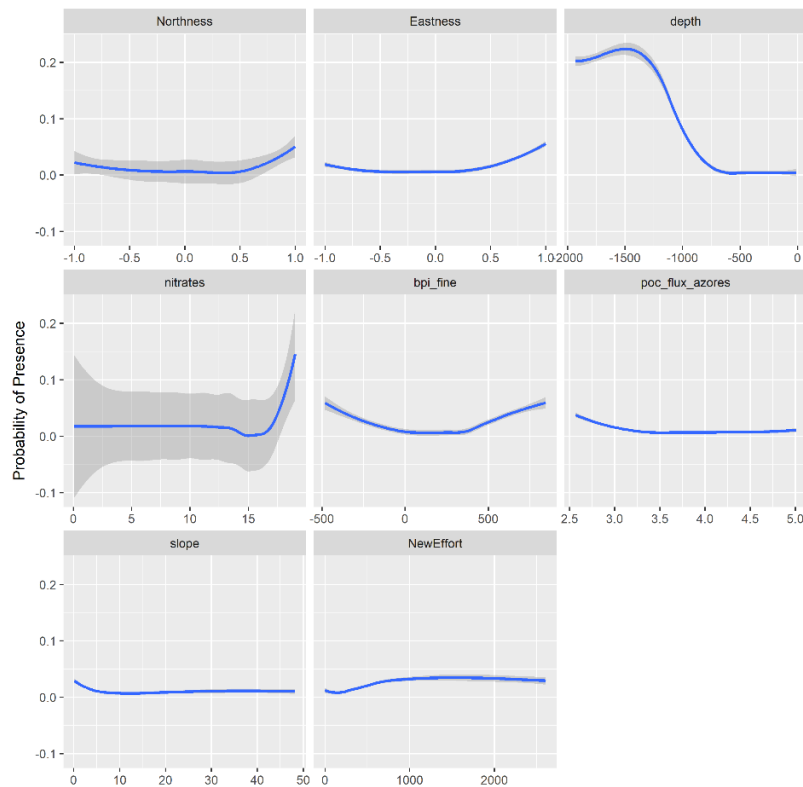 Northness Eastness depth
0.2
0.1
0.0
-0.1
-1.0 -0.5 0.0 0.5 1.0 -1.0 -0.5 0.0 0.5 1.0 -2000 -1500 -1000 -500 0
nitrates bpi_fine poc_flux_azores
0.2
0.1
0.0
-0.1
0 5 10 15 -500 0 500 2.5 3.0 3.5 4.0 4.5 5.0
Probability of Presence
slope NewEffort
0.2
0.1
0.0
-0.1
0 10 20 30 40 50 0 1000 2000